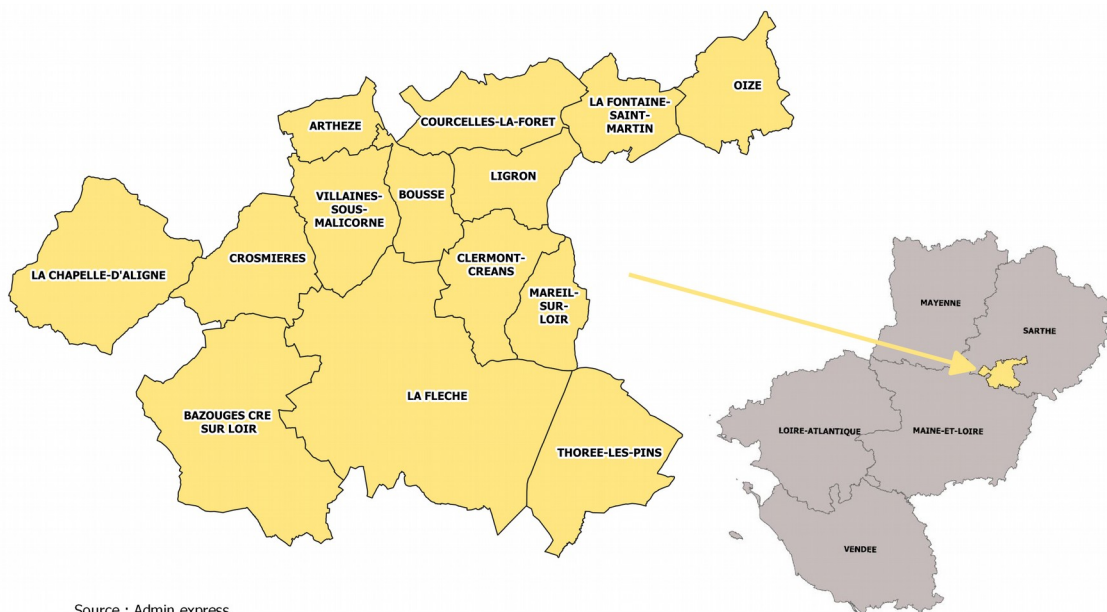 OIZE
LA FONTAINE-
SAINT-
MARTIN
COURCELLES-LA-FORET
ARTHEZE
LIGRON
BOUSSE
VILLAINES-
SOUS-
MALICORNE
CROSMIERES
CLERMONT-
CREANS
LA CHAPELLE-D'ALIGNE
MAREIL-
SUR-
LOIR
LA FLECHE
BAZOUGES CRE
SUR LOIR
THOREE-LES-PINS
MAYENNE
SARTHE
LOIRE-ATLANTIQUE
MAINE-ET-LOIRE
VENDEE
Source : Admin express